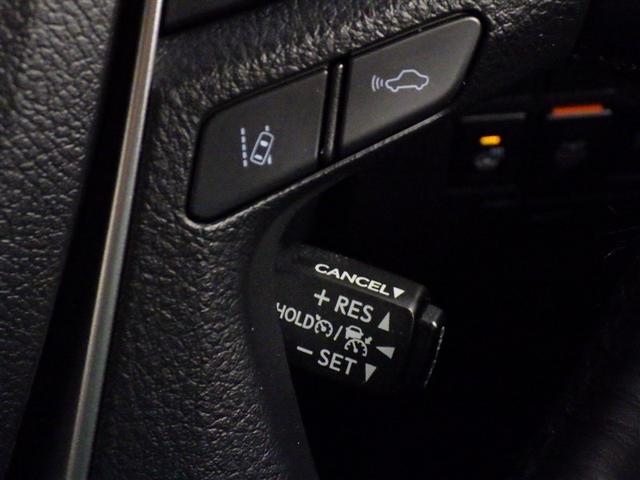 CANCEL▼
+ RES ▲
HOLD / ◀
− SET ▼